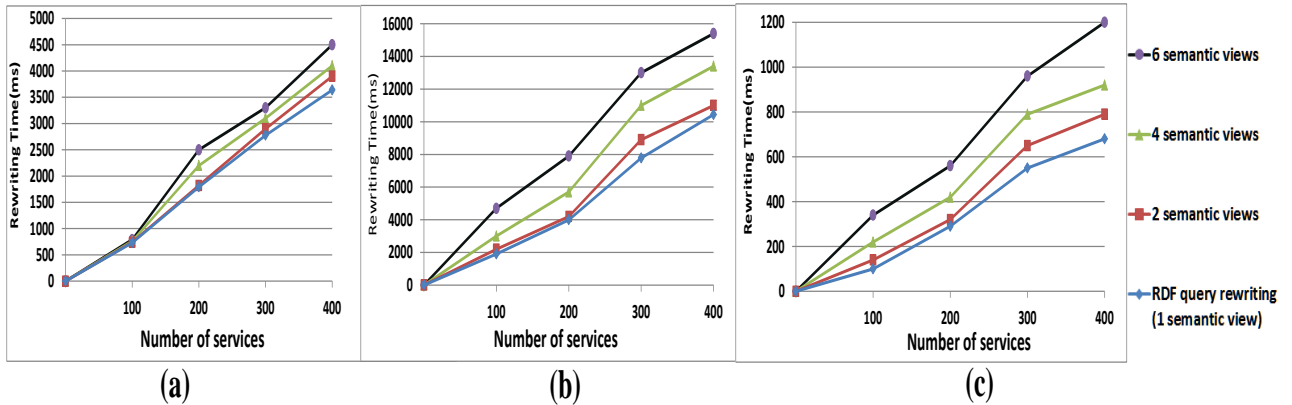 5000
4500
4000
3500
3000
2500
2000
1500
1000
500
0
Rewriting Time(ms)
100 200 300 400
Number of services
(a)
16000
14000
12000
10000
8000
6000
4000
2000
0
Rewriting Time(ms)
100 200 300 400
Number of services
(b)
1200
1000
800
600
400
200
0
Rewriting Time(ms)
100 200 300 400
Number of services
(c)
6 semantic views
4 semantic views
2 semantic views
RDF query rewriting
(1 semantic view)